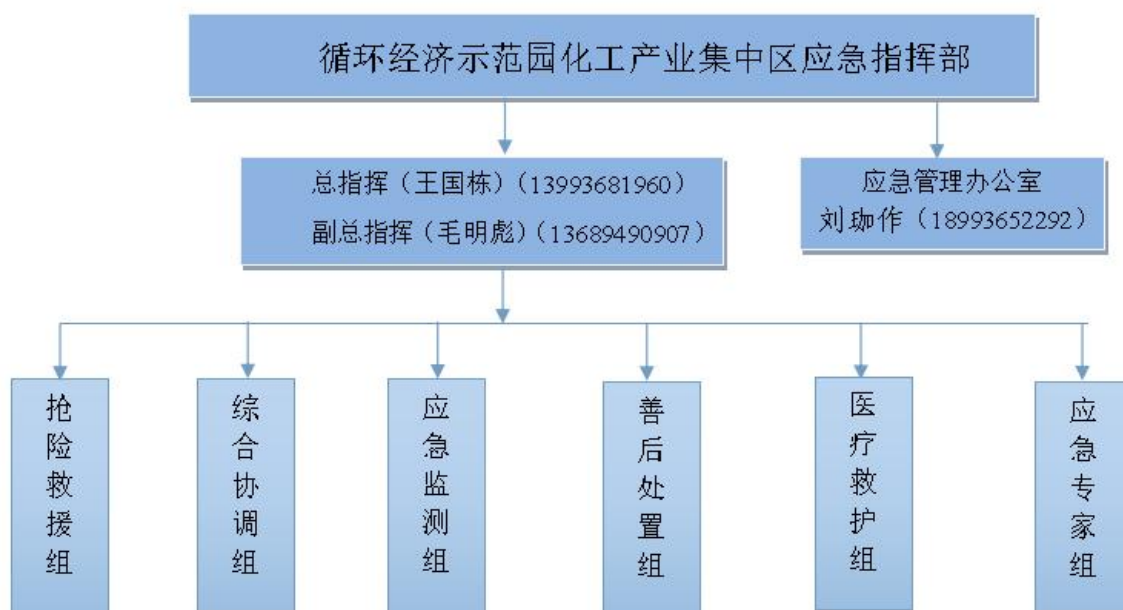 循环经济示范园化工产业集中区应急指挥部
总指挥（王国栋）（13993681960）
副总指挥（毛明彪）（13689490907）
应急管理办公室
刘珈作（18993652292）
抢险救援组
综合协调组
应急监测组
善后处置组
医疗救护组
应急专家组